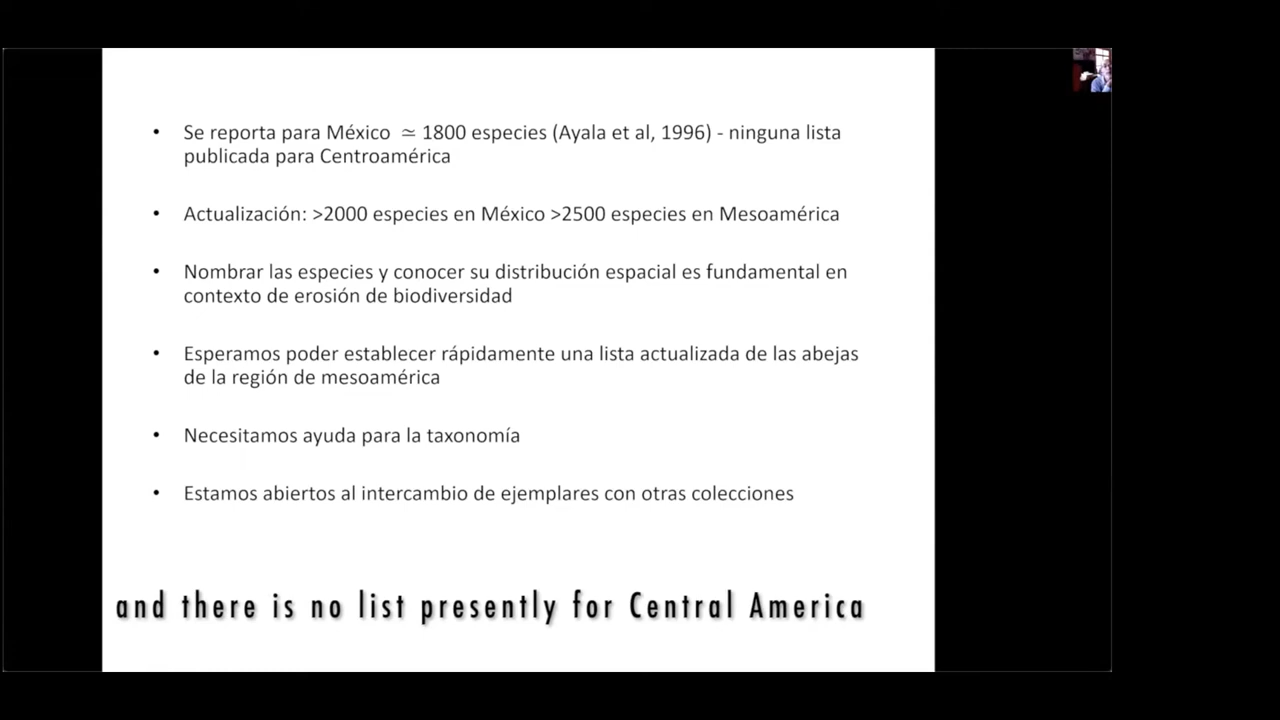 • Se reporta para México ≃ 1800 especies (Ayala et al, 1996) - ninguna lista
publicada para Centroamérica
• Actualización: >2000 especies en México >2500 especies en Mesoamérica
• Nombrar las especies y conocer su distribución espacial es fundamental en
contexto de erosión de biodiversidad
• Esperamos poder establecer rápidamente una lista actualizada de las abejas
de la región de mesoamérica
• Necesitamos ayuda para la taxonomía
• Estamos abiertos al intercambio de ejemplares con otras colecciones
and there is no list presently for Central America